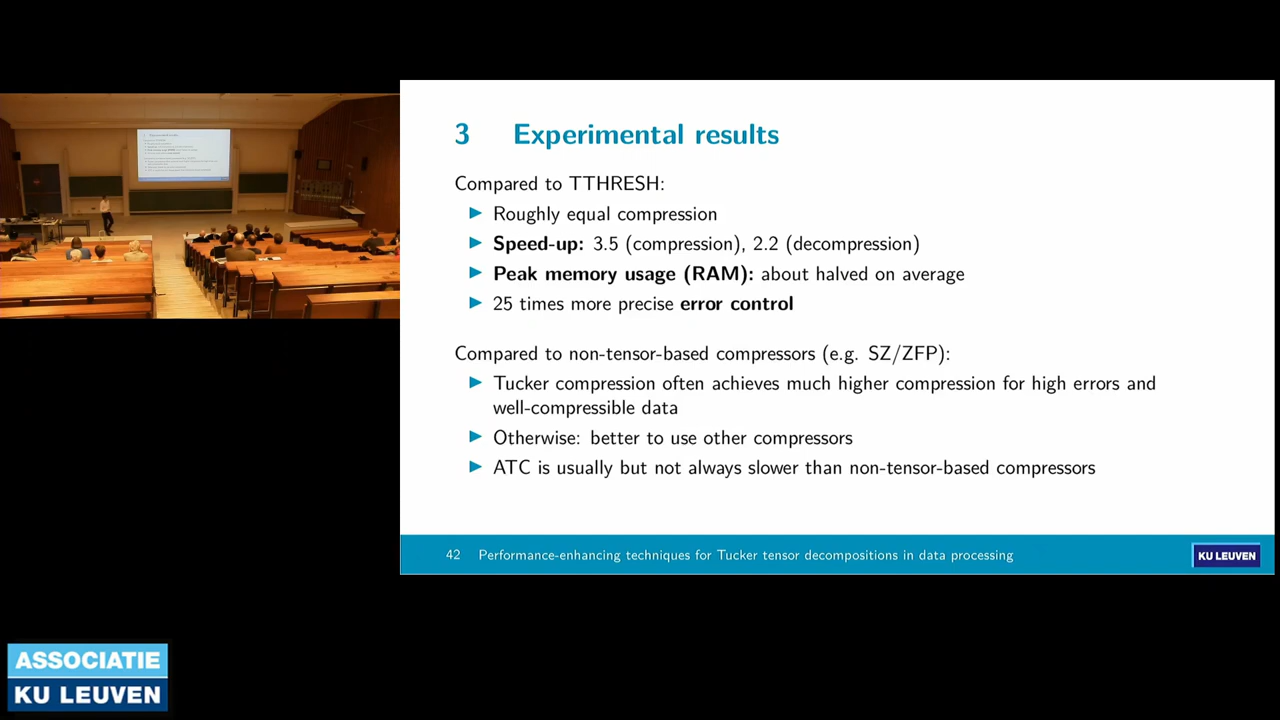 3 Experimental results
Compared to TTHRESH:
Roughly equal compression
Speed-up: 3.5 (compression), 2.2 (decompression)
Peak memory usage (RAM): about halved on average
25 times more precise error control
Compared to non-tensor-based compressors (e.g. SZ/ZFP):
Tucker compression often achieves much higher compression for high errors and
well-compressible data
Otherwise: better to use other compressors
ATC is usually but not always slower than non-tensor-based compressors
42 Performance-enhancing techniques for Tucker tensor decompositions in data processing
KU LEUVEN
ASSOCIATIE
KU LEUVEN